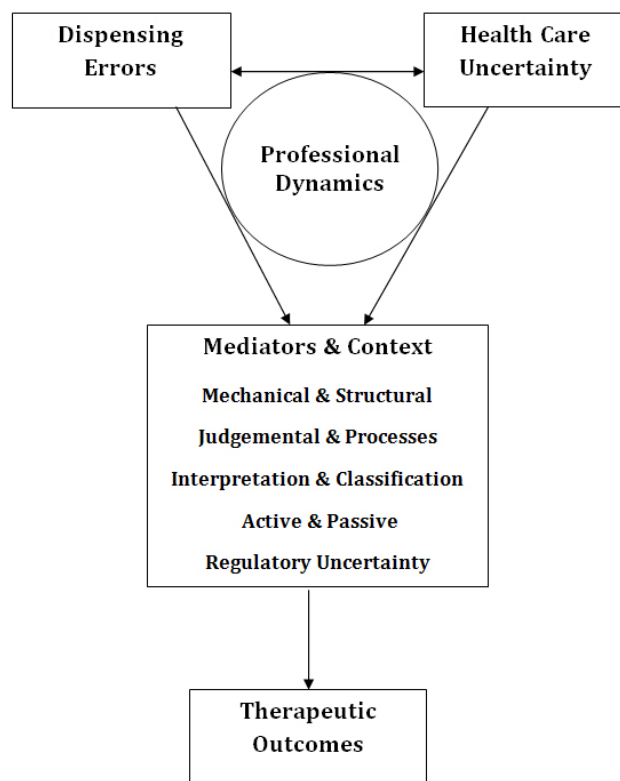 Dispensing
Errors
Health Care
Uncertainty
Professional
Dynamics
Mediators & Context
Mechanical & Structural
Judgemental & Processes
Interpretation & Classification
Active & Passive
Regulatory Uncertainty
Therapeutic
Outcomes